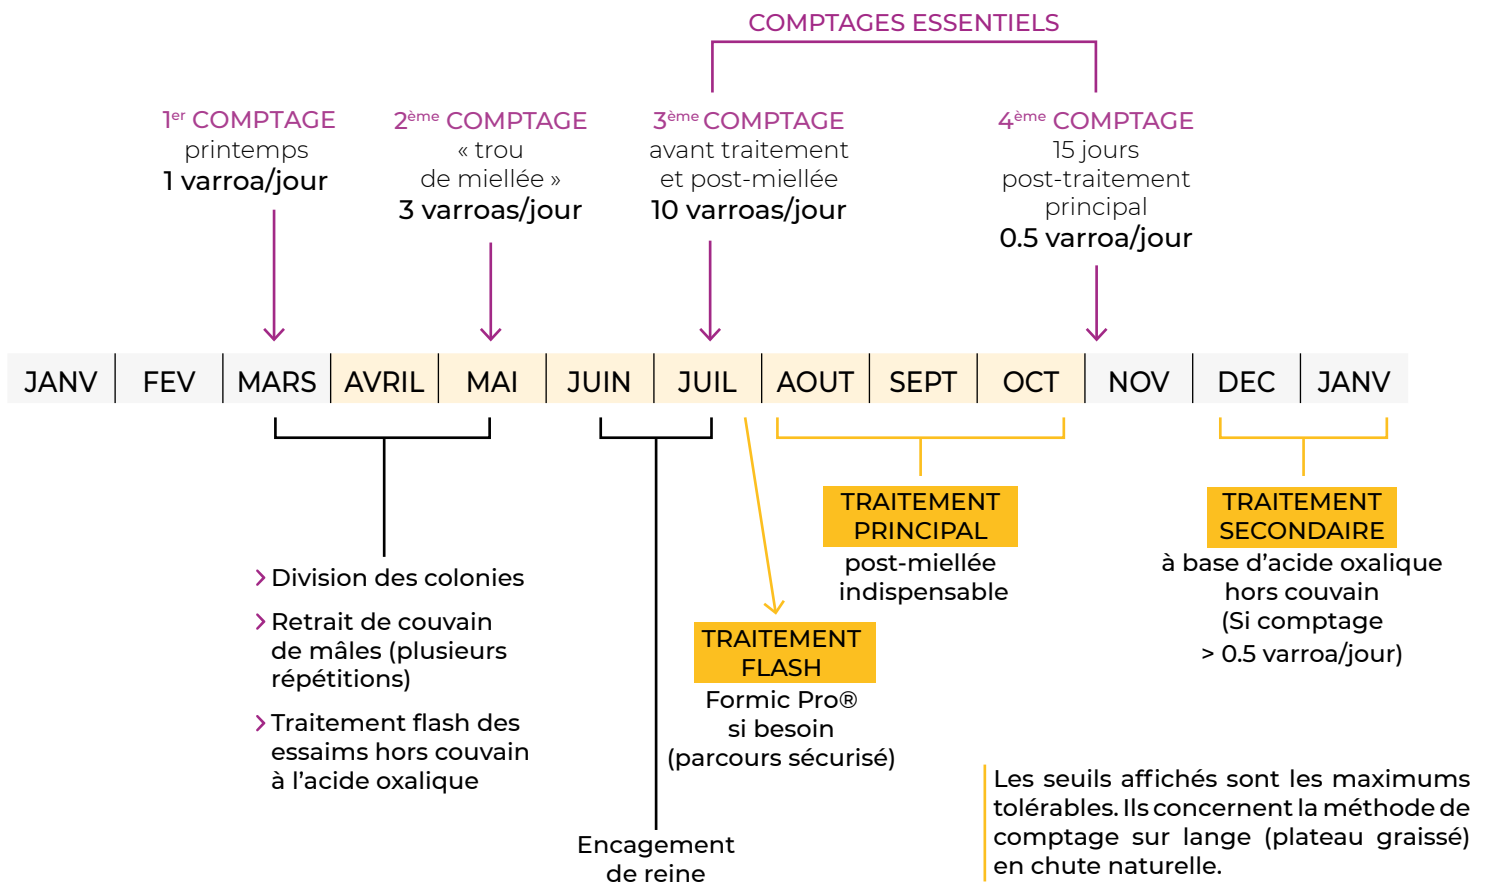 COMPTAGES ESSENTIELS
1er COMPTAGE
printemps
1 varroa/jour
2ème COMPTAGE
« trou
de miellée »
3 varroas/jour
3ème COMPTAGE
avant traitement
et post-miellée
10 varroas/jour
4ème COMPTAGE
15 jours
post-traitement
principal
0.5 varroa/jour
JANV FEV MARS AVRIL MAI JUIN JUIL AOUT SEPT OCT NOV DEC JANV
> Division des colonies
> Retrait de couvain
de mâles (plusieurs
répétitions)
> Traitement flash des
essaims hors couvain
à l’acide oxalique
Encagement
de reine
TRAITEMENT
FLASH
Formic Pro®
si besoin
(parcours sécurisé)
TRAITEMENT
PRINCIPAL
post-miellée
indispensable
TRAITEMENT
SECONDAIRE
à base d’acide oxalique
hors couvain
(Si comptage
> 0.5 varroa/jour)
Les seuils affichés sont les maximums
tolérables. Ils concernent la méthode de
comptage sur lange (plateau graissé)
en chute naturelle.